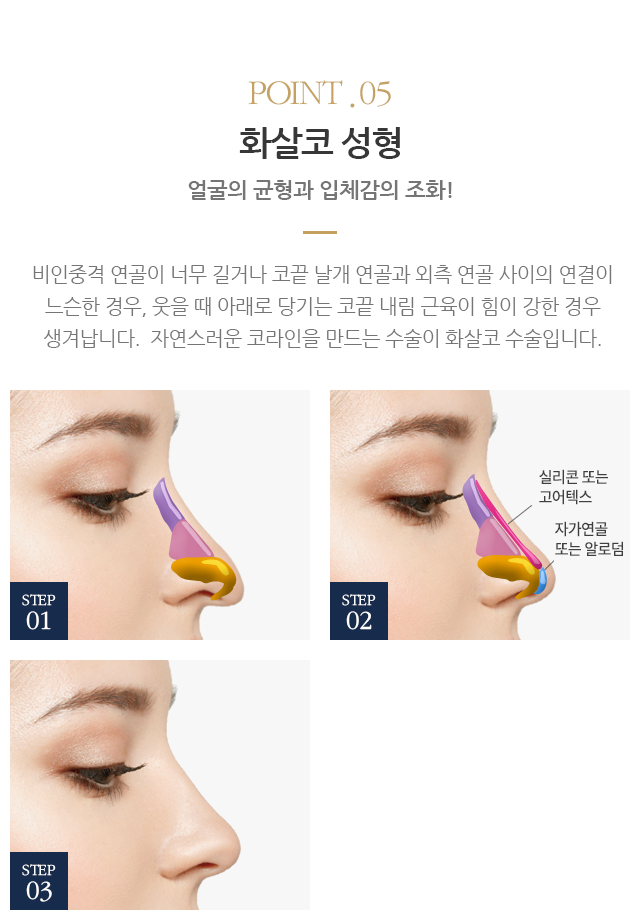 POINT .05
화살코 성형
얼굴의 균형과 입체감의 조화!
비인중격 연골이 너무 길거나 코끝 날개 연골과 외측 연골 사이의 연결이
느슨한 경우, 웃을 때 아래로 당기는 코끝 내림 근육이 힘이 강한 경우
생겨납니다. 자연스러운 코라인을 만드는 수술이 화살코 수술입니다.
STEP
01
실리콘 또는
고어텍스
자가연골
또는 알로덤
STEP
02
STEP
03